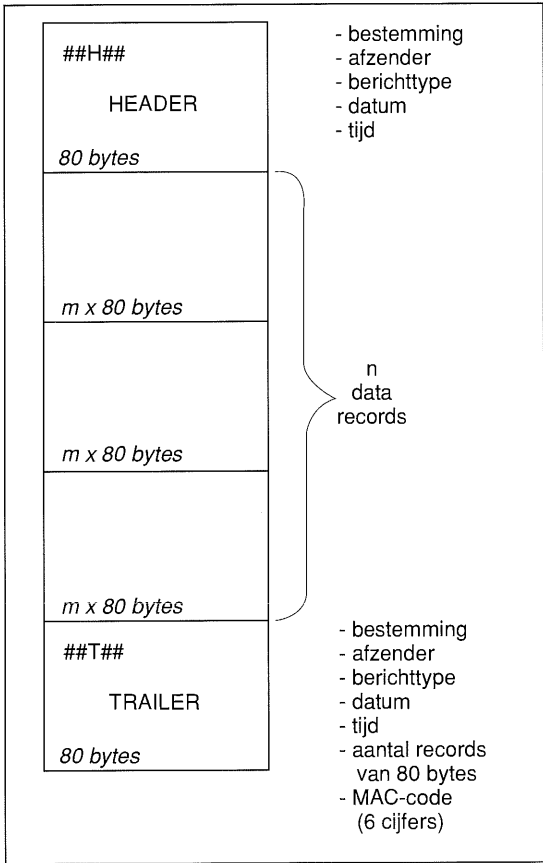 ##H##
HEADER
80 bytes
- bestemming
- afzender
- berichttype
- datum
- tijd
m x 80 bytes
m x 80 bytes
m x 80 bytes
n
data
records
##T##
TRAILER
80 bytes
- bestemming
- afzender
- berichttype
- datum
- tijd
- aantal records
van 80 bytes
- MAC-code
(6 cijfers)